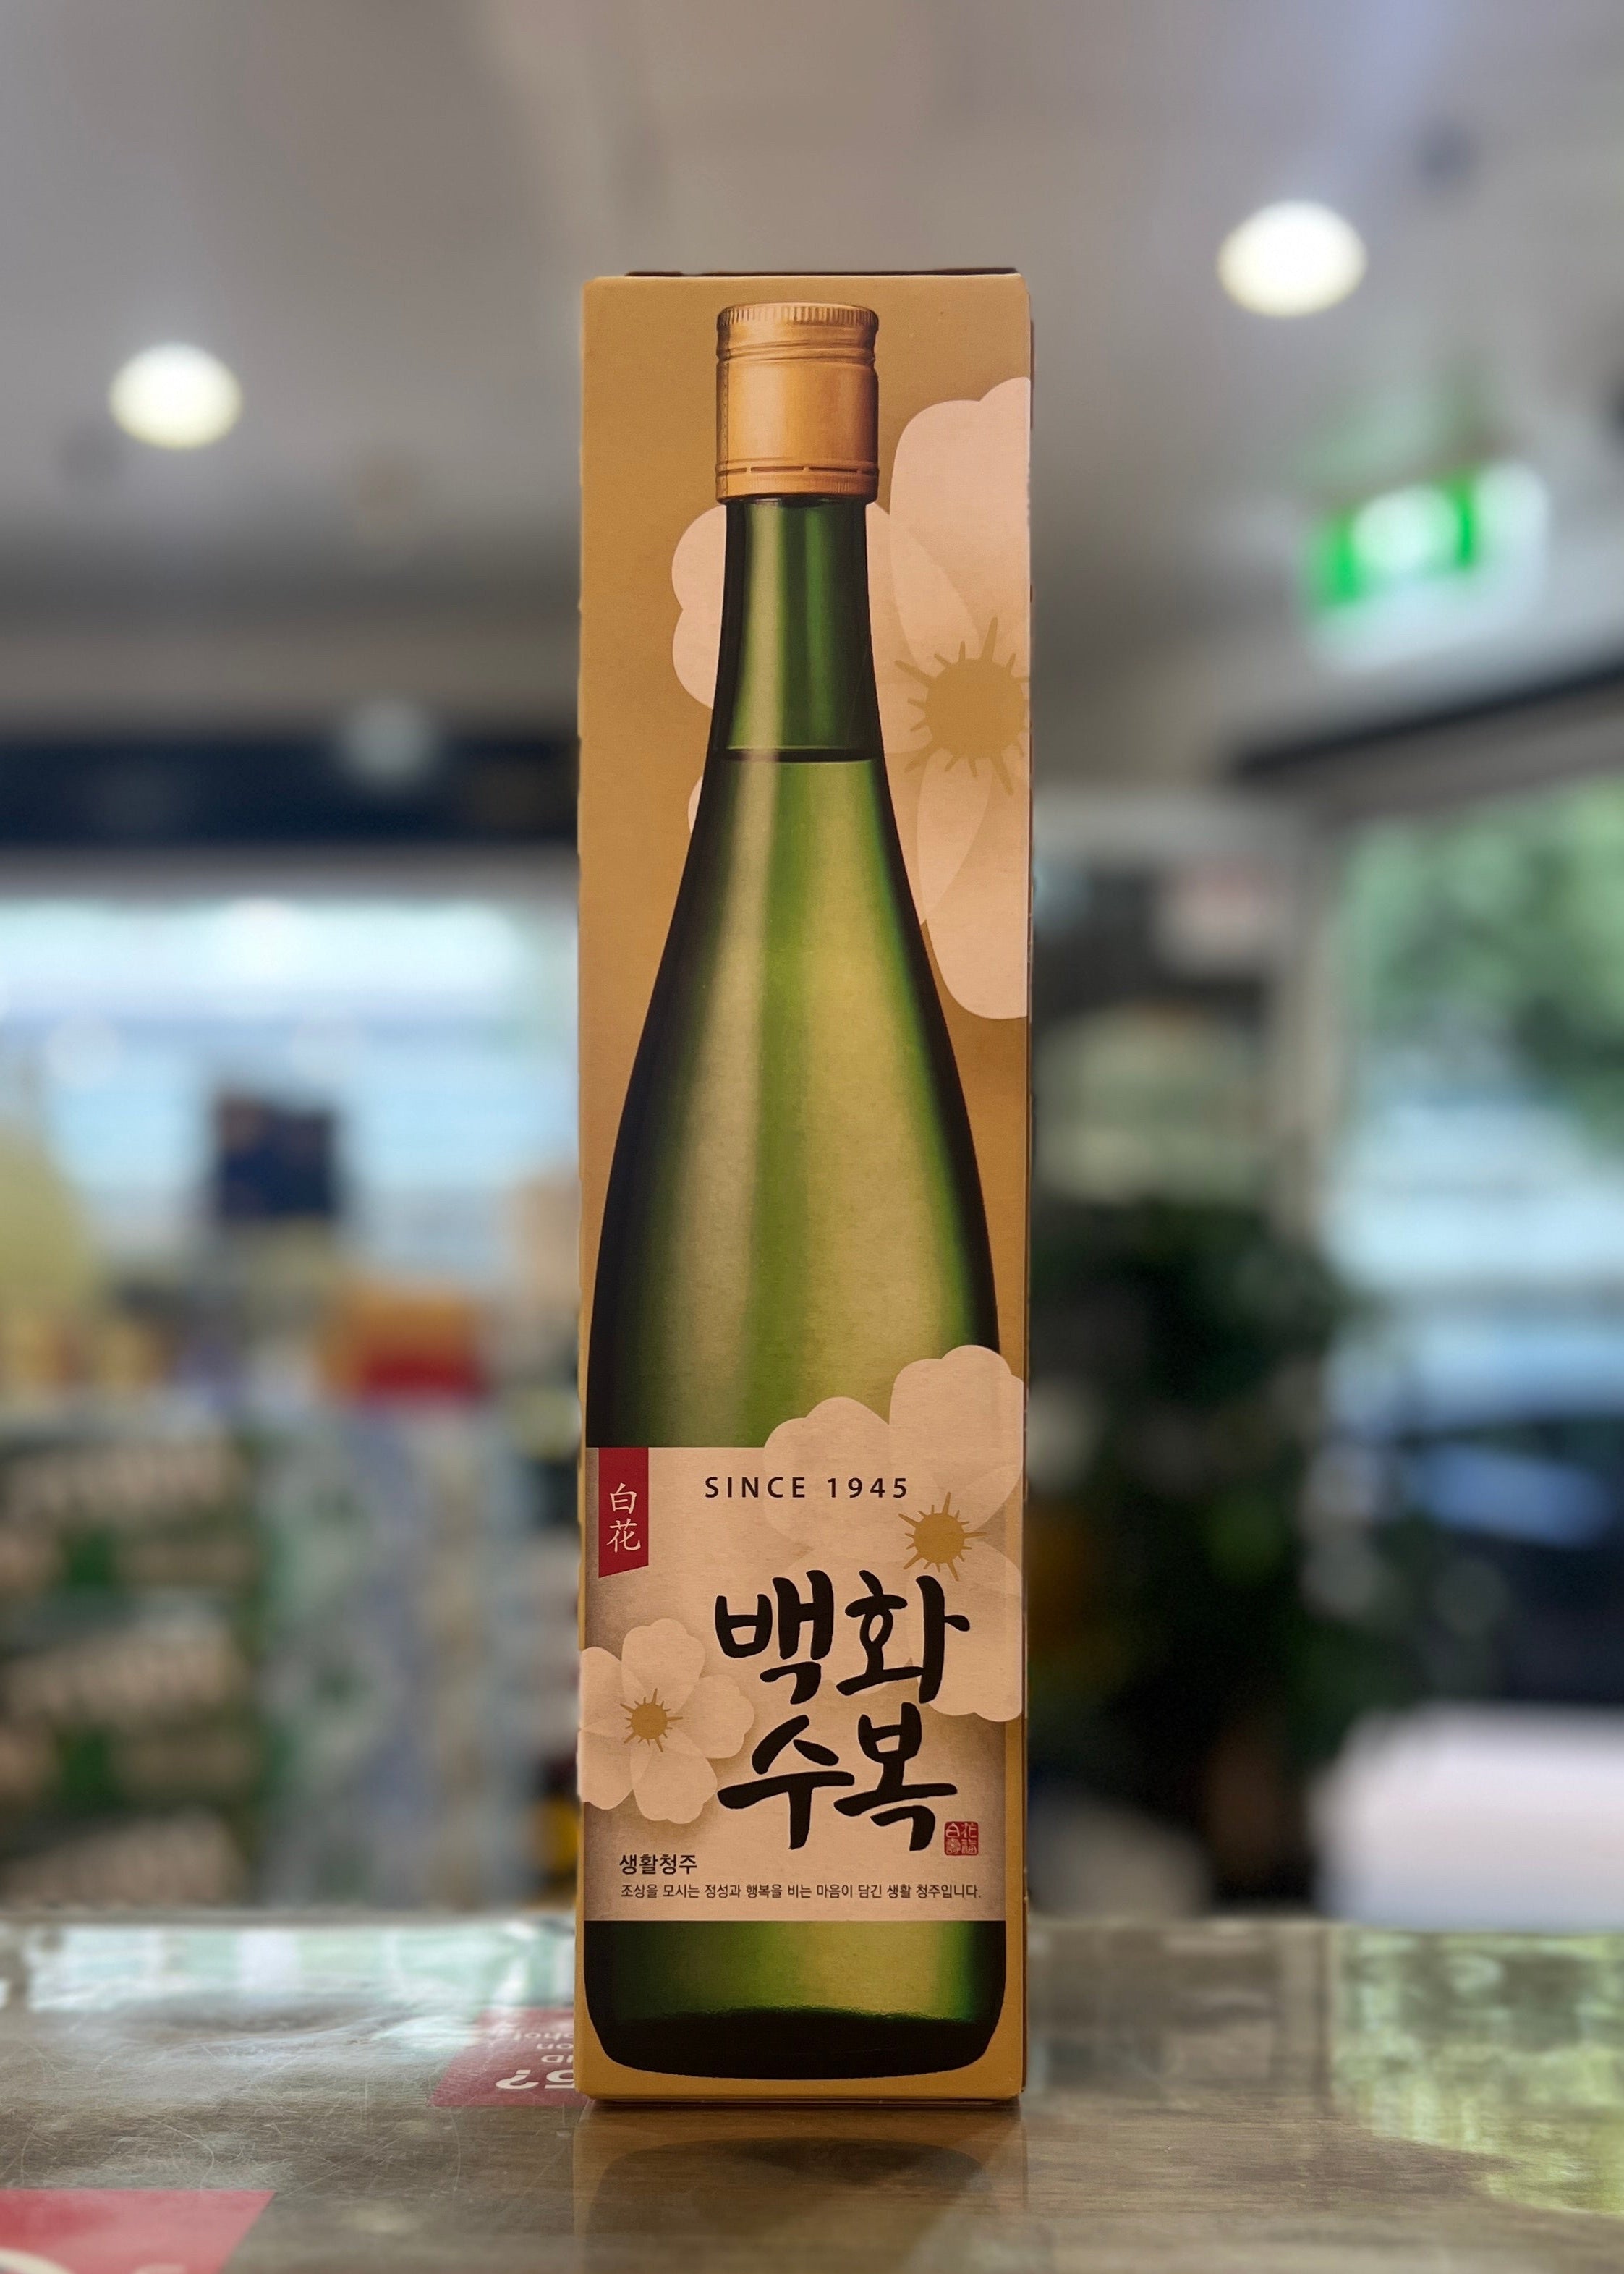 SINCE 1945
白花
백화
수복
생활청주
조상을 모시는 정성과 행복을 비는 마음이 담긴 생활 청주입니다.